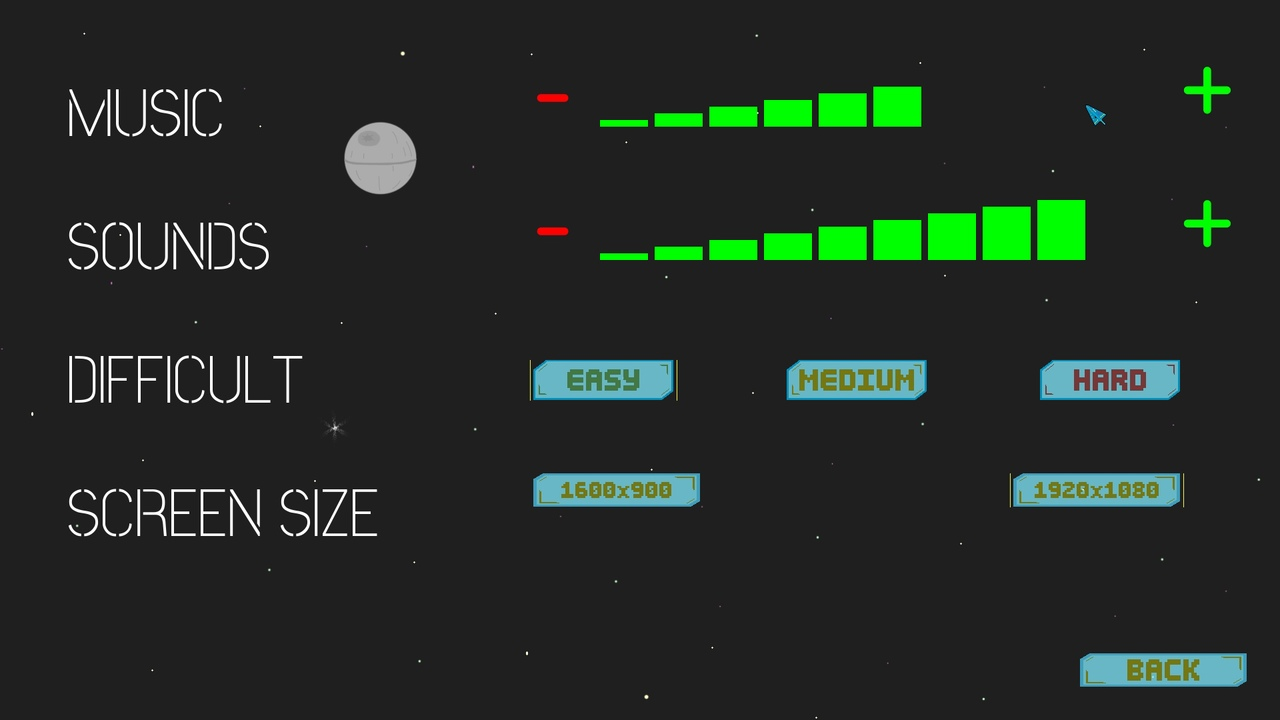 MUSIC
SOUNDS
DIFFICULT
EASY MEDIUM HARD
SCREEN SIZE
1600x900 1920x1080
BACK